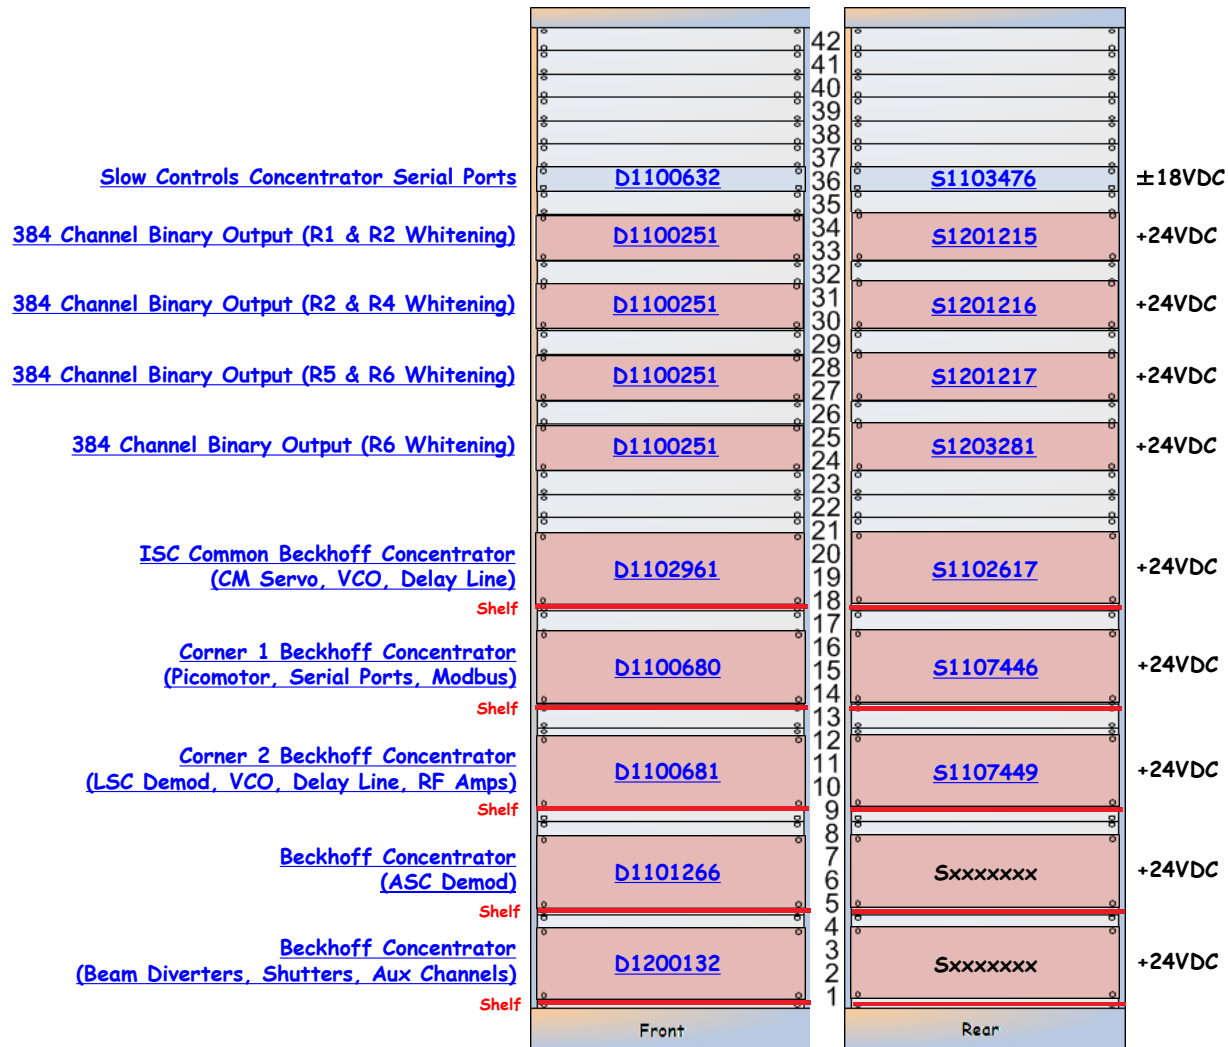 42
41
40
39
38
37
Slow Controls Concentrator Serial Ports D1100632 36 S1103476 ±18VDC
35
34
384 Channel Binary Output (R1 & R2 Whitening) D1100251 S1201215 +24VDC
33
32
31
384 Channel Binary Output (R2 & R4 Whitening) D1100251 S1201216 +24VDC
30
29
28
384 Channel Binary Output (R5 & R6 Whitening) D1100251 S1201217 +24VDC
27
26
25
384 Channel Binary Output (R6 Whitening) D1100251 S1203281 +24VDC
24
23
22
21
ISC Common Beckhoff Concentrator 20
(CM Servo, VCO, Delay Line) D1102961 19 S1102617 +24VDC
Shelf 18
17
Corner 1 Beckhoff Concentrator 16
(Picomotor, Serial Ports, Modbus) D1100680 15 S1107446 +24VDC
14
Shelf 13
12
Corner 2 Beckhoff Concentrator 11
(LSC Demod, VCO, Delay Line, RF Amps) D1100681 10 S1107449 +24VDC
Shelf 9
8
Beckhoff Concentrator 7
(ASC Demod) D1101266 6 Sxxxxxxx +24VDC
Shelf 5
4
Beckhoff Concentrator 3
(Beam Diverters, Shutters, Aux Channels) D1200132 2 Sxxxxxxx +24VDC
Shelf 1
Front Rear